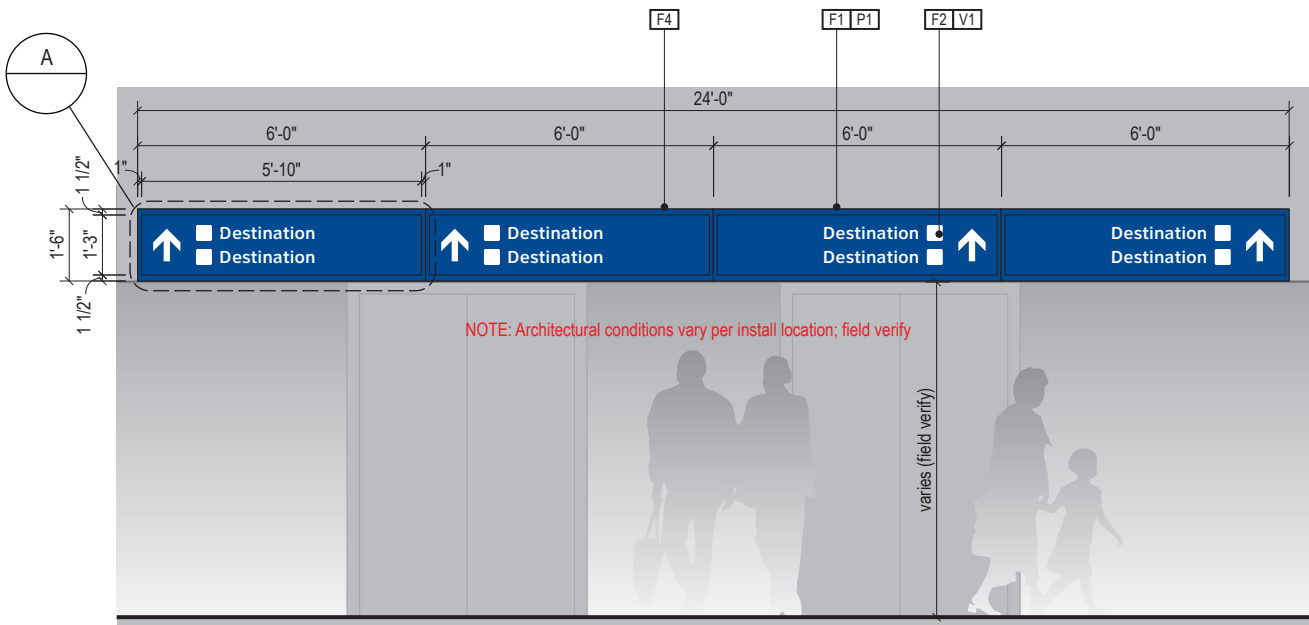 F4
F1 P1
F2 V1
A
24'-0"
6'-0"
6'-0"
6'-0"
6'-0"
1"
5'-10"
1"
1 1/2"
1'-6"
1'-3"
1 1/2"
Destination
Destination
Destination
Destination
Destination
Destination
Destination
Destination
NOTE: Architectural conditions vary per install location; field verify
varies (field verify)